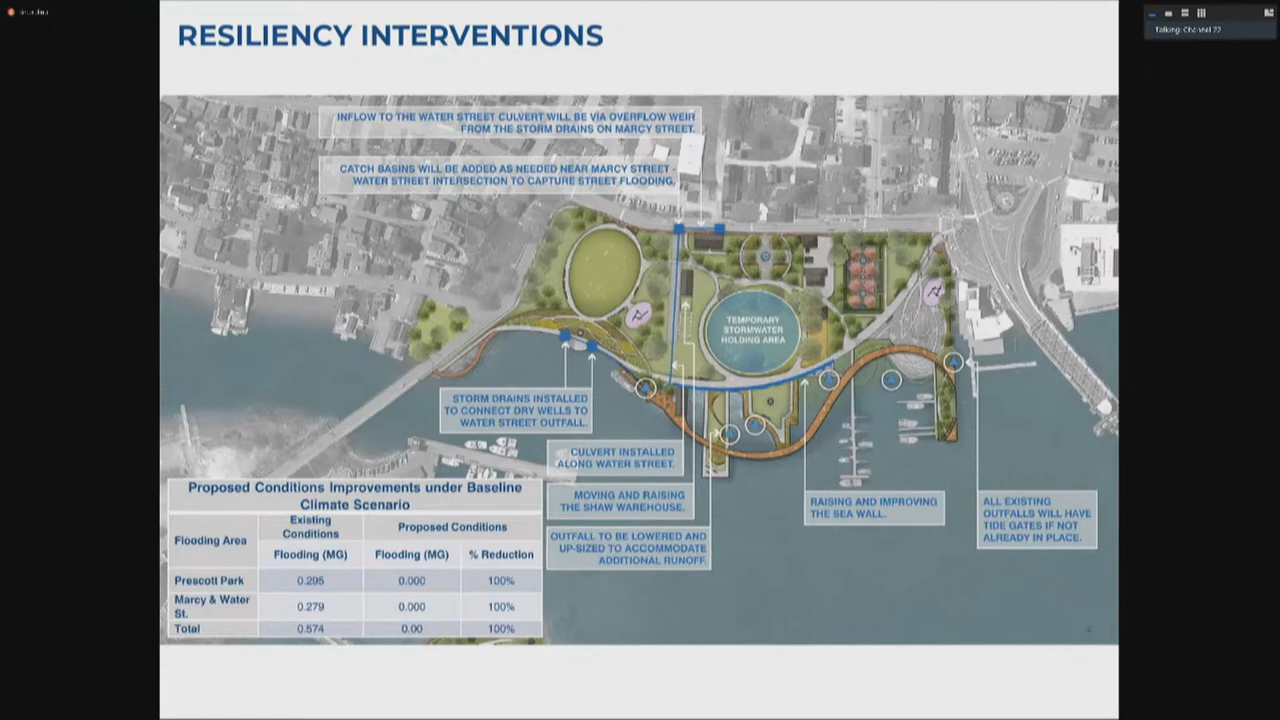 RESILIENCY INTERVENTIONS
INFLOW TO THE WATER STREET CULVERT WILL BE VIA OVERFLOW WEIR
FROM THE STORM DRAINS ON MARCY STREET.
CATCH BASINS WILL BE ADDED AS NEEDED NEAR MARCY STREET -
WATER STREET INTERSECTION TO CAPTURE STREET FLOODING.
TEMPORARY
STORMWATER
HOLDING AREA
STORM DRAINS INSTALLED
TO CONNECT DRY WELLS TO
WATER STREET OUTFALL.
CULVERT INSTALLED
ALONG WATER STREET.
MOVING AND RAISING
THE SHAW WAREHOUSE.
OUTFALL TO BE LOWERED AND
UP-SIZED TO ACCOMMODATE
ADDITIONAL RUNOFF.
RAISING AND IMPROVING
THE SEA WALL.
ALL EXISTING
OUTFALLS WILL HAVE
TIDE GATES IF NOT
ALREADY IN PLACE.
Proposed Conditions Improvements under Baseline
Climate Scenario
Flooding Area
Existing
Conditions
Proposed Conditions
Flooding (MG) Flooding (MG) % Reduction
Prescott Park 0.295 0.000 100%
Marcy & Water
St. 0.279 0.000 100%
Total 0.574 0.00 100%
Talking: